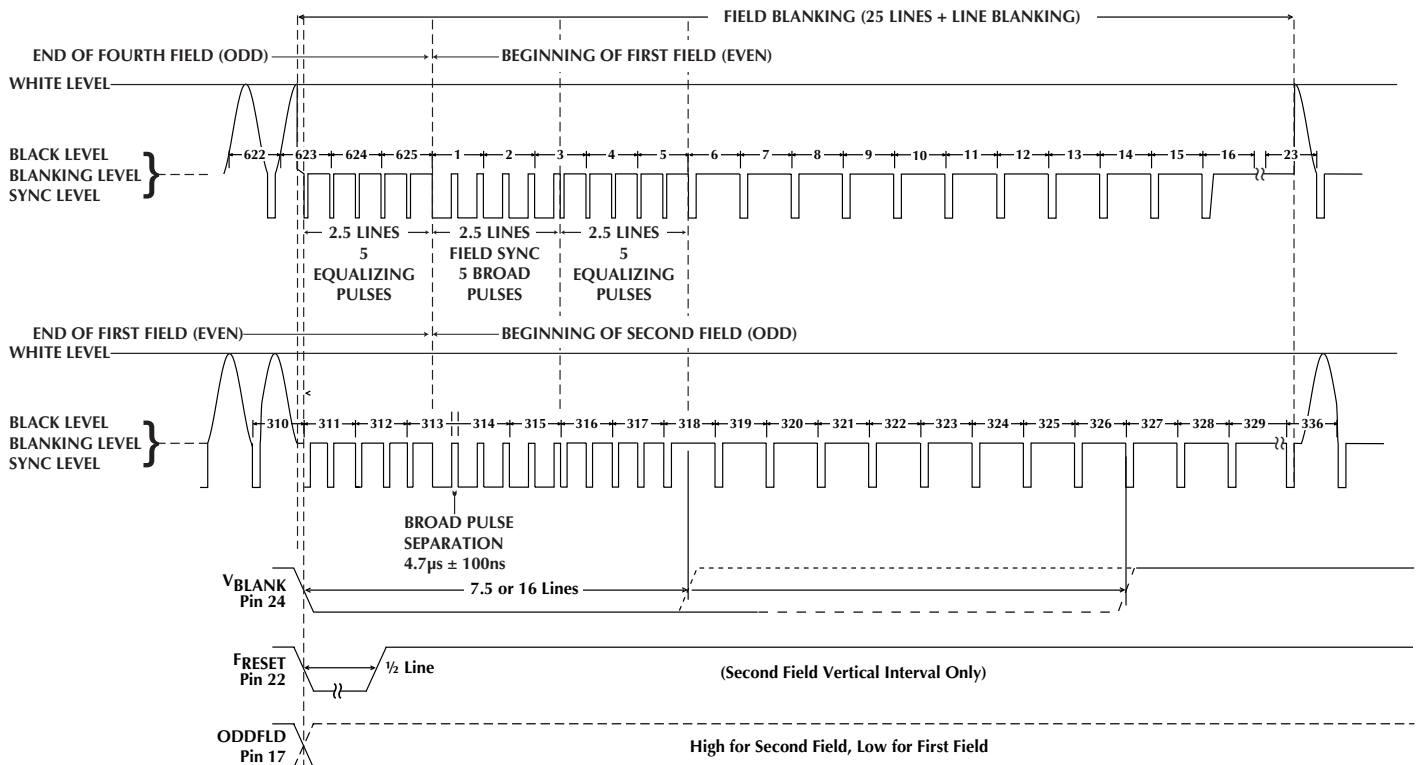 FIELD BLANKING (25 LINES + LINE BLANKING)
END OF FOURTH FIELD (ODD)
BEGINNING OF FIRST FIELD (EVEN)
WHITE LEVEL
BLACK LEVEL
BLANKING LEVEL
SYNC LEVEL
622 623 624 625 1 2 3 4 5 6 7 8 9 10 11 12 13 14 15 16 23
2.5 LINES
5
EQUALIZING
PULSES
2.5 LINES
FIELD SYNC
5 BROAD
PULSES
2.5 LINES
5
EQUALIZING
PULSES
END OF FIRST FIELD (EVEN)
BEGINNING OF SECOND FIELD (ODD)
WHITE LEVEL
BLACK LEVEL
BLANKING LEVEL
SYNC LEVEL
310 311 312 313 314 315 316 317 318 319 320 321 322 323 324 325 326 327 328 329 336
BROAD PULSE
SEPARATION
4.7µs ± 100ns
VBLANK
Pin 24
7.5 or 16 Lines
FRESET
Pin 22
½ Line
(Second Field Vertical Interval Only)
ODDFLD
Pin 17
High for Second Field, Low for First Field